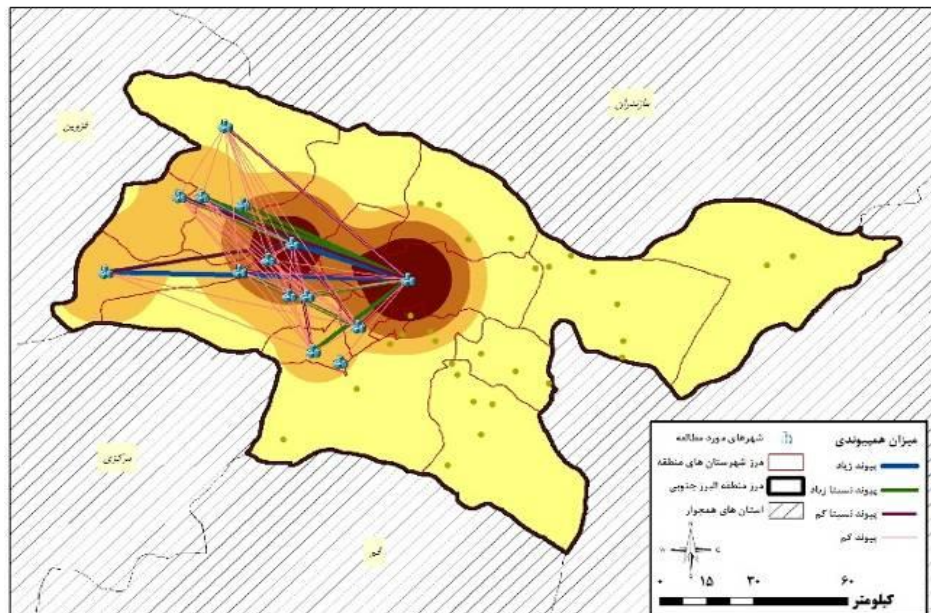 مازندران
قزوین
مرکزی
قم
میزان همپیوندی
پیوند زیاد
پیوند نسبتا زیاد
پیوند نسبتا کم
پیوند کم
شهرهای مورد مطالعه
مرز شهرستان های منطقه
مرز منطقه البرز جنوبی
استان های همجوار
۰ ۱۵ ۳۰ ۶۰
کیلومتر